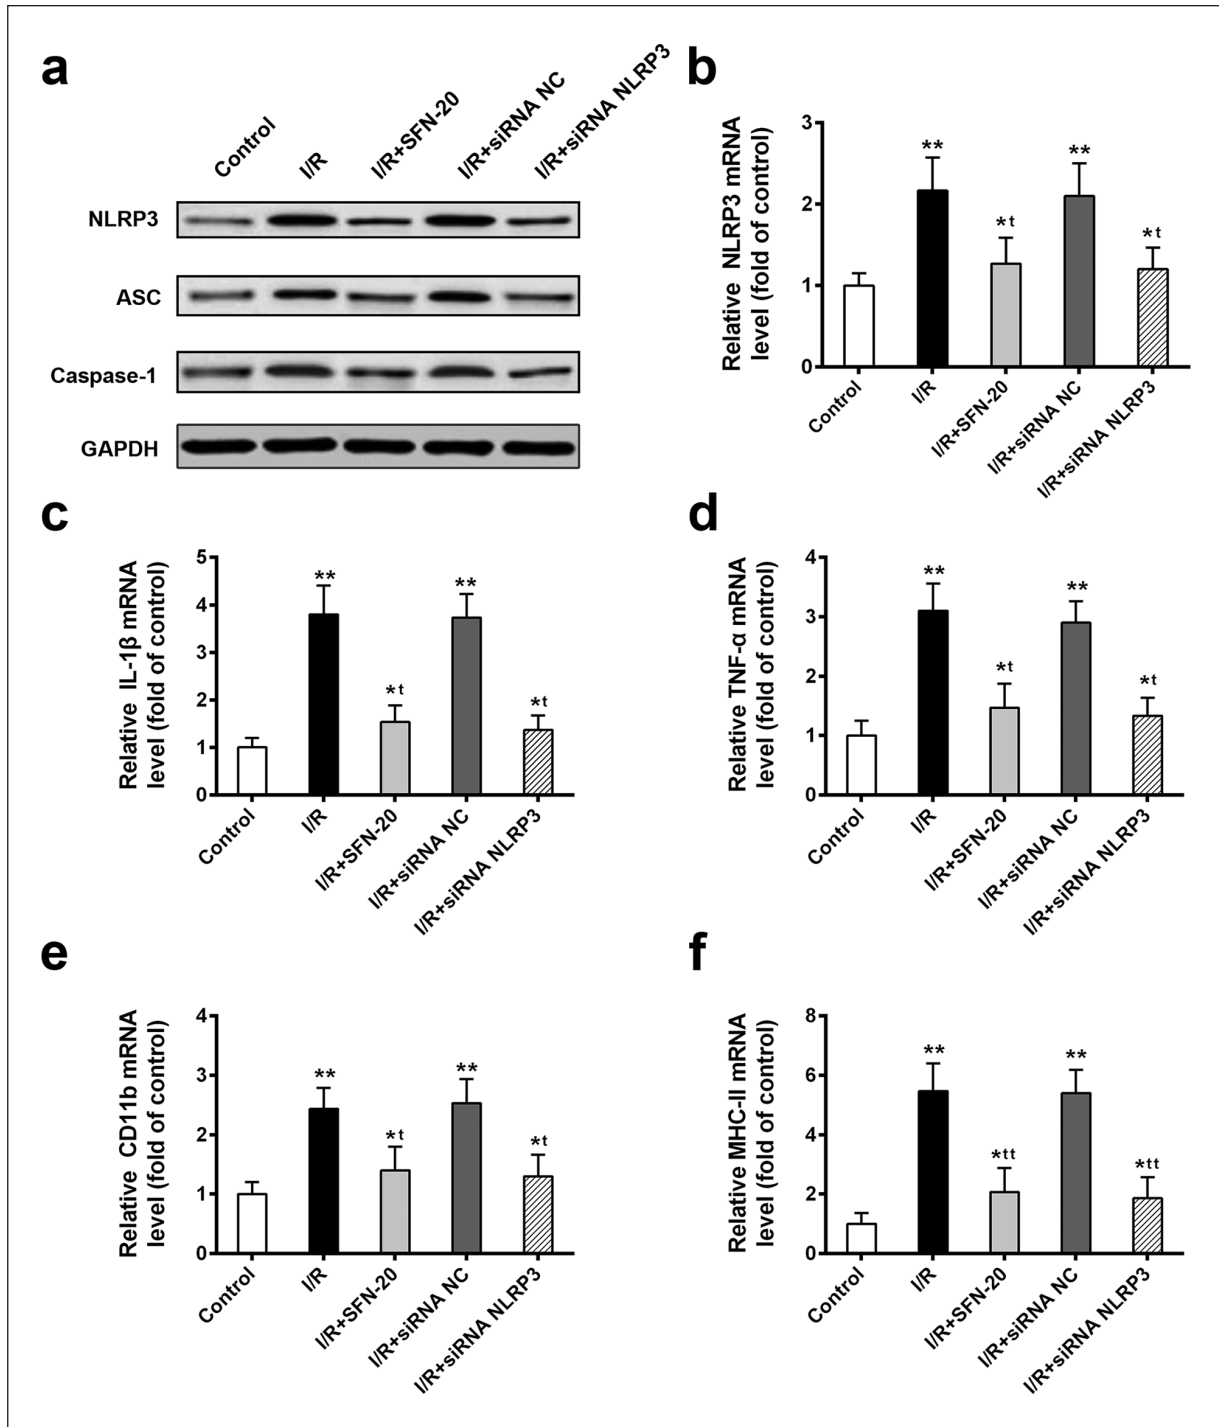 a
Control
I/R
I/R+SFN-20
I/R+siRNA NC
I/R+siRNA NLRP3
NLRP3
ASC
Caspase-1
GAPDH
b
Relative NLRP3 mRNA
level (fold of control)
3
2
1
0
**
*t
**
*t
Control
I/R
I/R+SFN-20
I/R+siRNA NC
I/R+siRNA NLRP3
c
Relative IL-1β mRNA
level (fold of control)
5
4
3
2
1
0
**
*t
**
*t
Control
I/R
I/R+SFN-20
I/R+siRNA NC
I/R+siRNA NLRP3
d
Relative TNF-α mRNA
level (fold of control)
4
3
2
1
0
**
*t
**
*t
Control
I/R
I/R+SFN-20
I/R+siRNA NC
I/R+siRNA NLRP3
e
Relative CD11b mRNA
level (fold of control)
4
3
2
1
0
**
*t
**
*t
Control
I/R
I/R+SFN-20
I/R+siRNA NC
I/R+siRNA NLRP3
f
Relative MHC-II mRNA
level (fold of control)
8
6
4
2
0
**
*tt
**
*tt
Control
I/R
I/R+SFN-20
I/R+siRNA NC
I/R+siRNA NLRP3